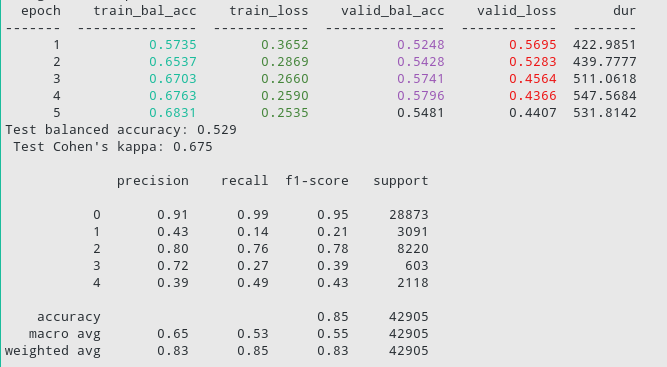 epoch train_bal_acc train_loss valid_bal_acc valid_loss dur
------- --------------- ------------ --------------- ------------ --------
1 0.5735 0.3652 0.5248 0.5695 422.9851
2 0.6537 0.2869 0.5428 0.5283 439.7777
3 0.6703 0.2660 0.5741 0.4564 511.0618
4 0.6763 0.2590 0.5796 0.4366 547.5684
5 0.6831 0.2535 0.5481 0.4407 531.8142
Test balanced accuracy: 0.529
Test Cohen's kappa: 0.675
precision recall f1-score support
0 0.91 0.99 0.95 28873
1 0.43 0.14 0.21 3091
2 0.80 0.76 0.78 8220
3 0.72 0.27 0.39 603
4 0.39 0.49 0.43 2118
accuracy 0.85 42905
macro avg 0.65 0.53 0.55 42905
weighted avg 0.83 0.85 0.83 42905